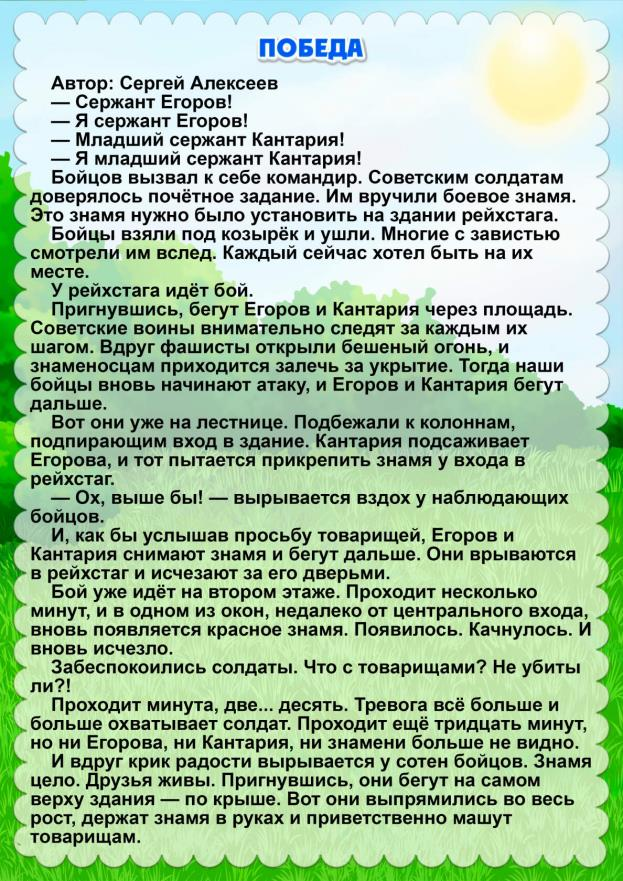 ПОБЕДА
Автор: Сергей Алексеев
— Сержант Егоров!
— Я сержант Егоров!
— Младший сержант Кантария!
— Я младший сержант Кантария!
Бойцов вызвал к себе командир. Советским солдатам
доверялось почётное задание. Им вручили боевое знамя.
Это знамя нужно было установить на здании рейхстага.
Бойцы взяли под козырёк и ушли. Многие с завистью
смотрели им вслед. Каждый сейчас хотел быть на их
месте.
У рейхстага идёт бой.
Пригнувшись, бегут Егоров и Кантария через площадь.
Советские воины внимательно следят за каждым их
шагом. Вдруг фашисты открыли бешеный огонь, и
знаменосцам приходится залечь за укрытие. Тогда наши
бойцы вновь начинают атаку, и Егоров и Кантария бегут
дальше.
Вот они уже на лестнице. Подбежали к колоннам,
подпирающим вход в здание. Кантария подсаживает
Егорова, и тот пытается прикрепить знамя у входа в
рейхстаг.
— Ох, выше бы! — вырывается вздох у наблюдающих
бойцов.
И, как бы услышав просьбу товарищей, Егоров и
Кантария снимают знамя и бегут дальше. Они врываются
в рейхстаг и исчезают за его дверьми.
Бой уже идёт на втором этаже. Проходит несколько
минут, и в одном из окон, недалеко от центрального входа,
вновь появляется красное знамя. Появилось. Качнулось. И
вновь исчезло.
Забеспокоились солдаты. Что с товарищами? Не убиты
ли?!
Проходит минута, две... десять. Тревога всё больше и
больше охватывает солдат. Проходит ещё тридцать минут,
но ни Егорова, ни Кантария, ни знамени больше не видно.
И вдруг крик радости вырывается у сотен бойцов. Знамя
цело. Друзья живы. Пригнувшись, они бегут на самом
верху здания — по крыше. Вот они выпрямились во весь
рост, держат знамя в руках и приветственно машут
товарищам.